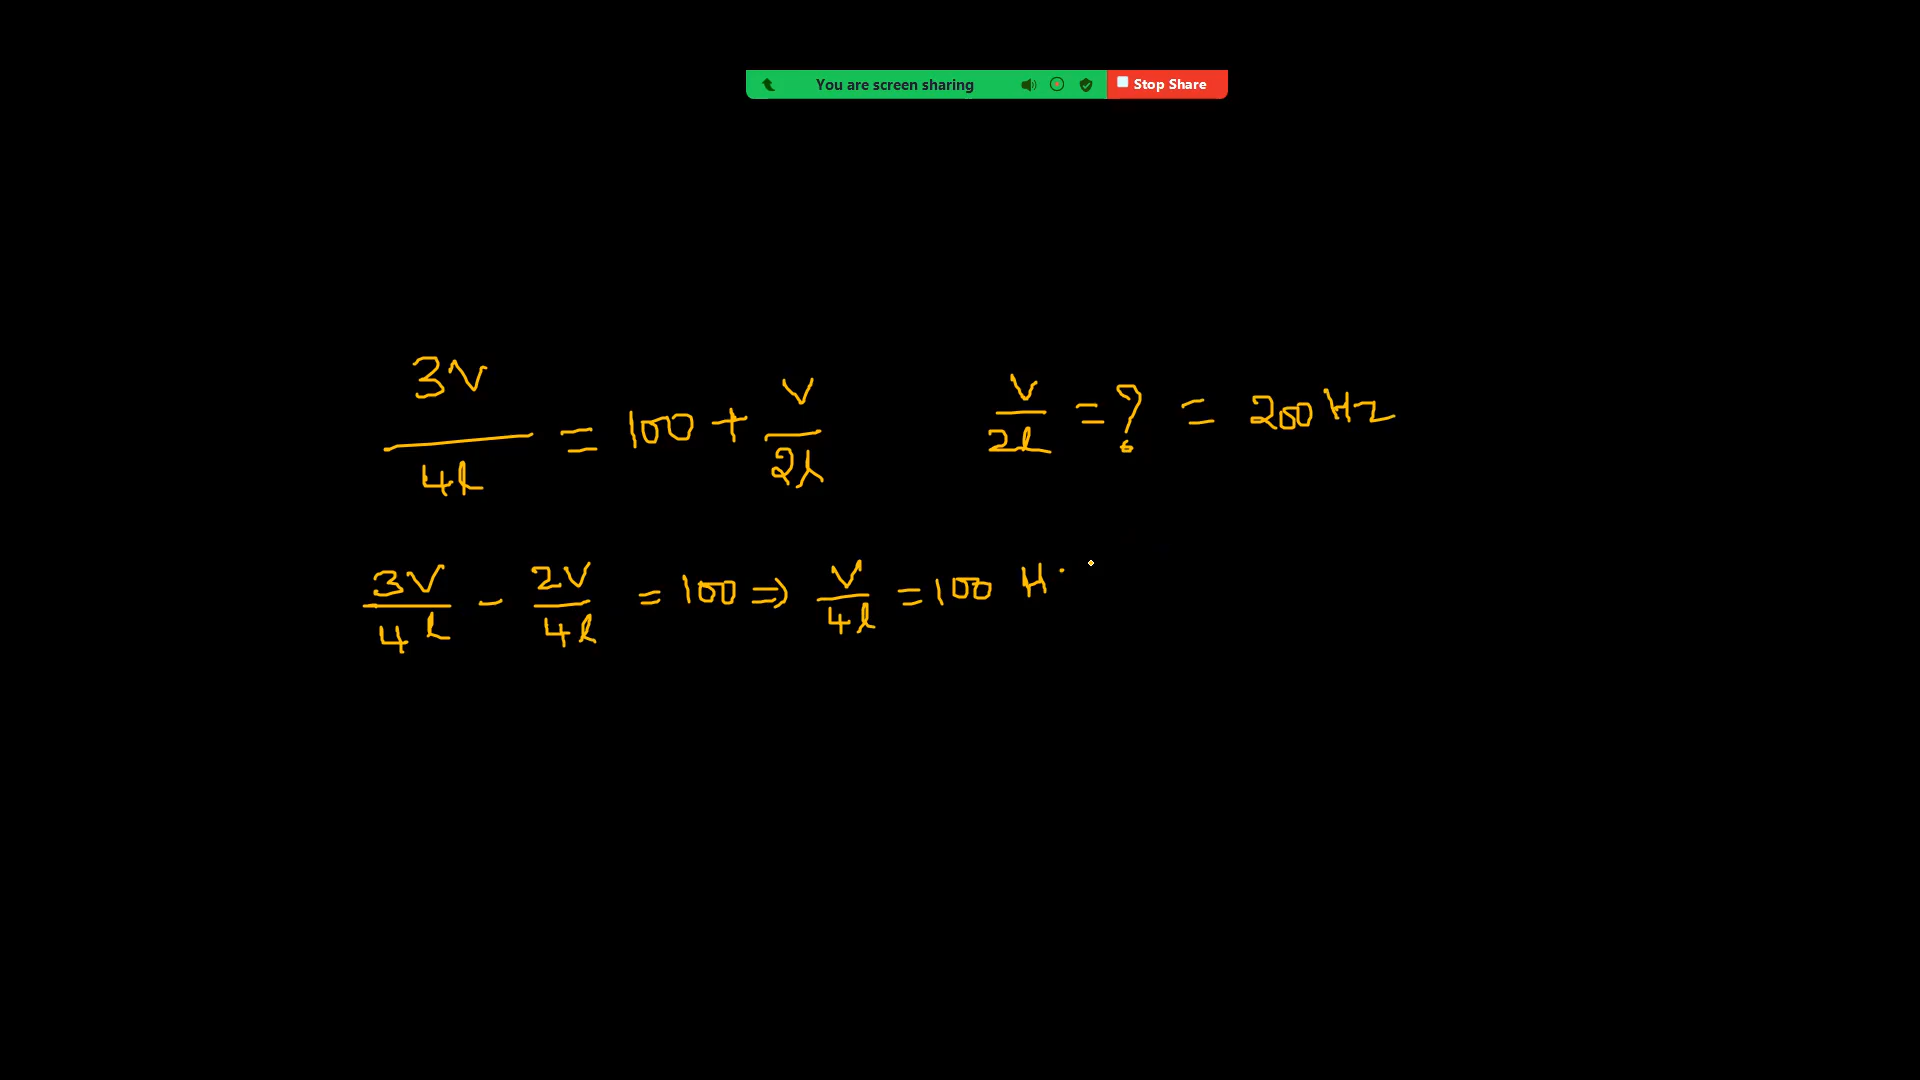 You are screen sharing Stop Share
3V/4l = 100 + V/2l V/2l = ? = 200 Hz
3V/4l - 2V/4l = 100 ⇒ V/4l = 100 H